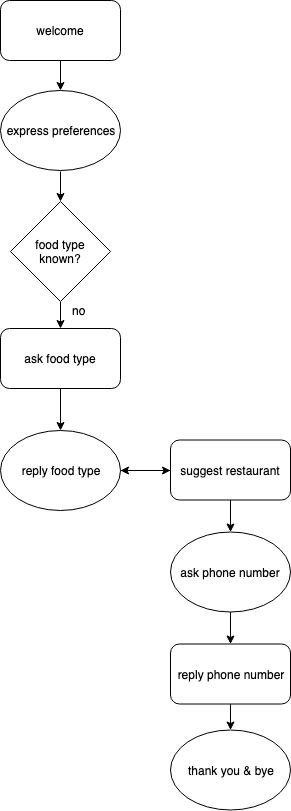 welcome
express preferences
food type
known?
no
ask food type
reply food type
suggest restaurant
ask phone number
reply phone number
thank you & bye